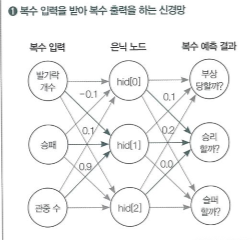 ❶ 복수 입력을 받아 복수 출력을 하는 신경망
복수 입력 은닉 노드 복수 예측 결과
발가락
개수
hid[0]
부상
당할까?
-0.1
0.1
0.1
0.2
승패
hid[1]
승리
할까?
0.9
0.0
관중 수
hid[2]
슬퍼
할까?